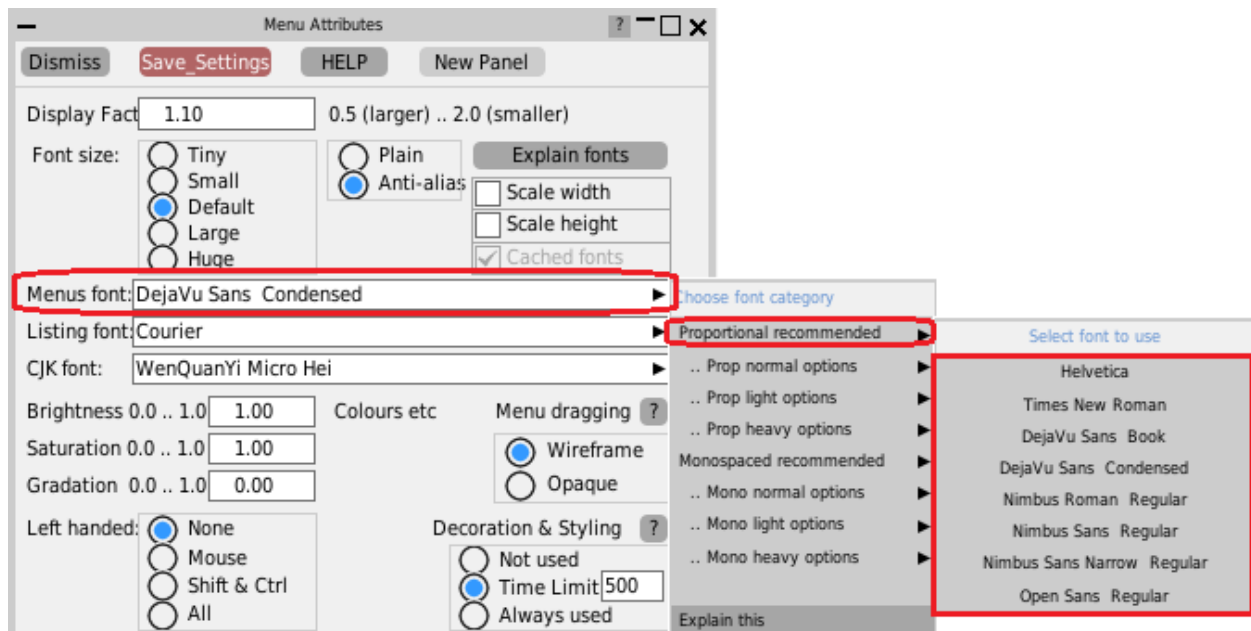 Menu Attributes ?
Dismiss Save_Settings HELP New Panel
Display Fact 1.10 0.5 (larger) .. 2.0 (smaller)
Font size: Tiny Plain Explain fonts
Small Anti-alias Scale width
Default Scale height
Large Cached fonts
Huge
Menus font: DejaVu Sans Condensed
Listing font: Courier
CJK font: WenQuanYi Micro Hei
Brightness 0.0 .. 1.0 1.00 Colours etc Menu dragging ?
Saturation 0.0 .. 1.0 1.00 Wireframe
Gradation 0.0 .. 1.0 0.00 Opaque
Left handed: None Decoration & Styling ?
Mouse Not used
Shift & Ctrl Time Limit 500
All Always used
Choose font category
Proportional recommended
.. Prop normal options
.. Prop light options
.. Prop heavy options
Monospaced recommended
.. Mono normal options
.. Mono light options
.. Mono heavy options
Explain this
Select font to use
Helvetica
Times New Roman
DejaVu Sans Book
DejaVu Sans Condensed
Nimbus Roman Regular
Nimbus Sans Regular
Nimbus Sans Narrow Regular
Open Sans Regular